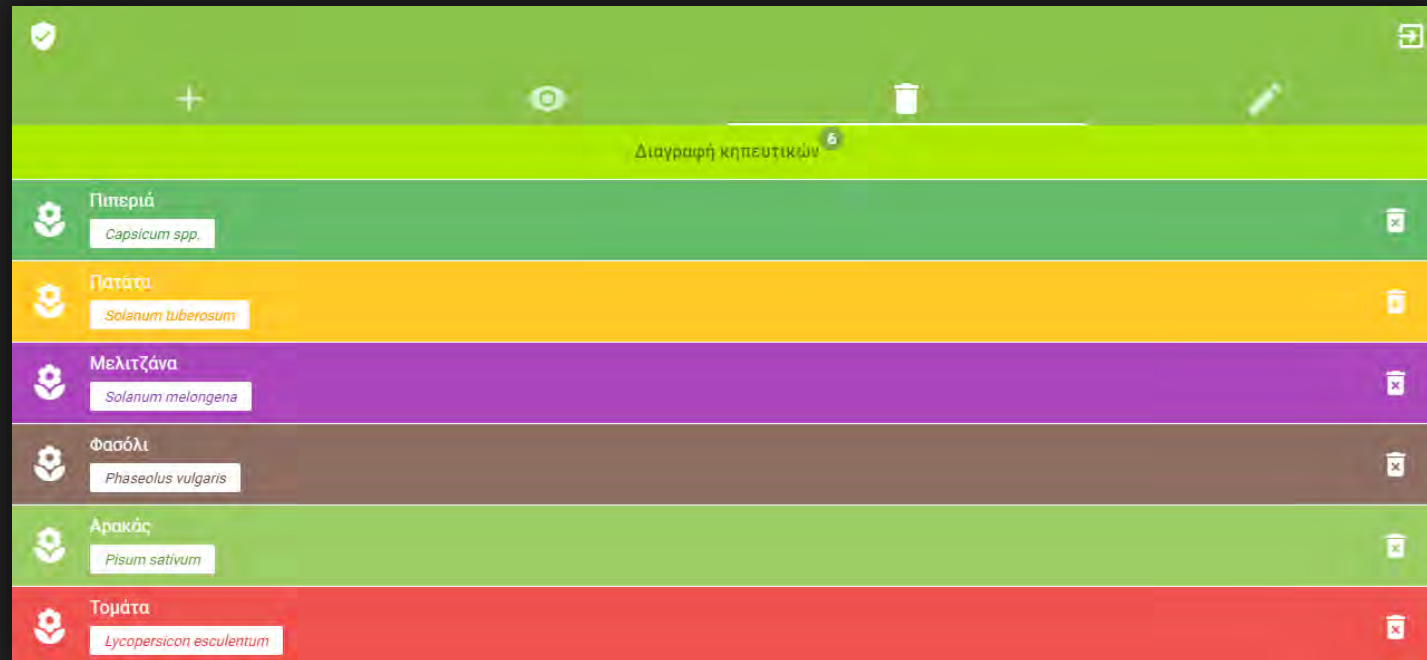 Διαγραφή κηπευτικών 6
Πιπεριά
Capsicum spp.
Πατάτα
Solanum tuberosum
Μελιτζάνα
Solanum melongena
Φασόλι
Phaseolus vulgaris
Αρακάς
Pisum sativum
Τομάτα
Lycopersicon esculentum